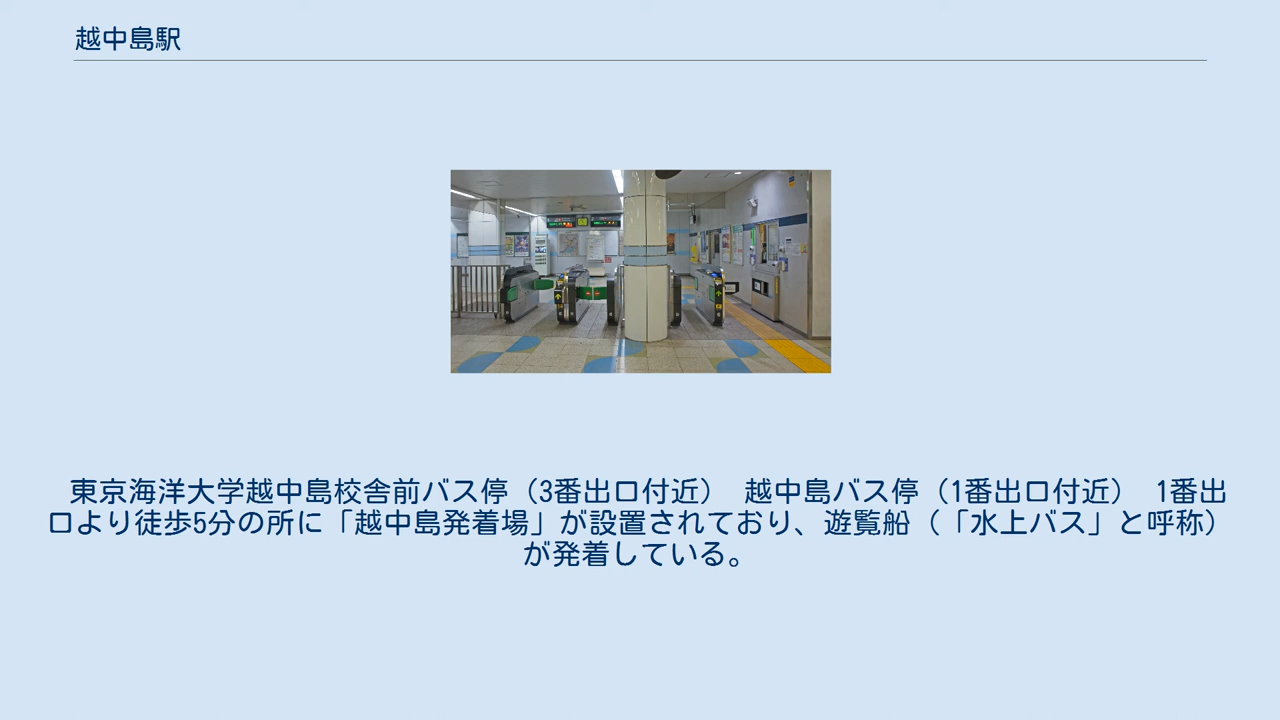 越中島駅
東京海洋大学越中島校舎前バス停（3番出口付近） 越中島バス停（1番出口付近） 1番出
口より徒歩5分の所に「越中島発着場」が設置されており、遊覧船（「水上バス」と呼称）
が発着している。